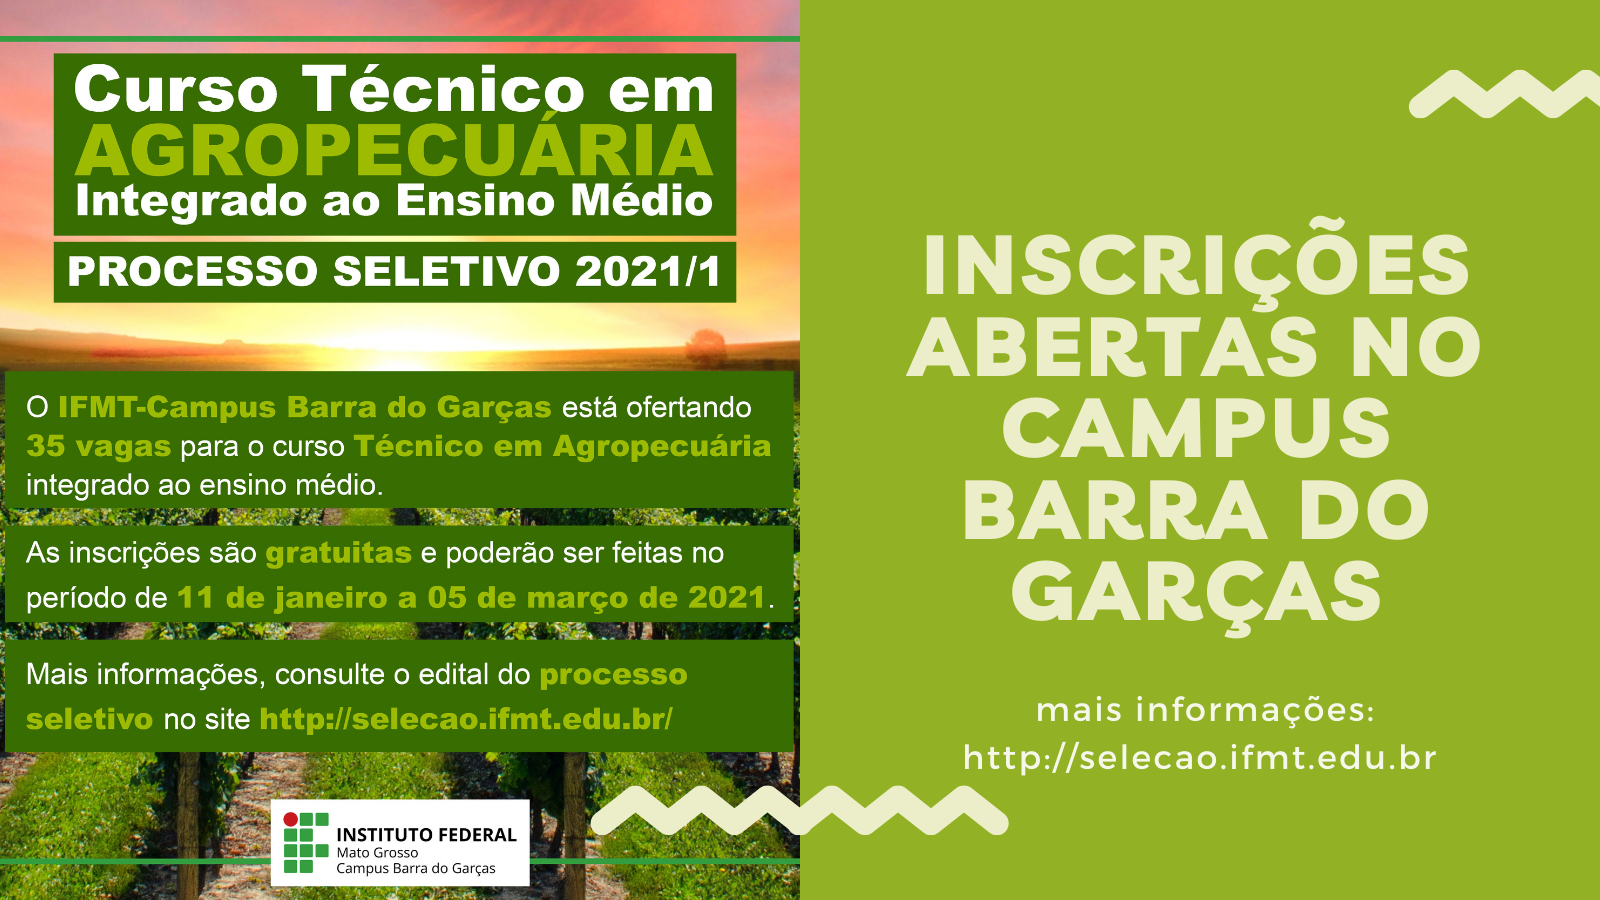 Curso Técnico em
AGROPECUÁRIA
Integrado ao Ensino Médio
PROCESSO SELETIVO 2021/1
O IFMT-Campus Barra do Garças está ofertando
35 vagas para o curso Técnico em Agropecuária
integrado ao ensino médio.
As inscrições são gratuitas e poderão ser feitas no
período de 11 de janeiro a 05 de março de 2021.
Mais informações, consulte o edital do processo
seletivo no site http://selecao.ifmt.edu.br/
INSTITUTO FEDERAL
Mato Grosso
Campus Barra do Garças
INSCRIÇÕES
ABERTAS NO
CAMPUS
BARRA DO
GARÇAS
mais informações:
http://selecao.ifmt.edu.br